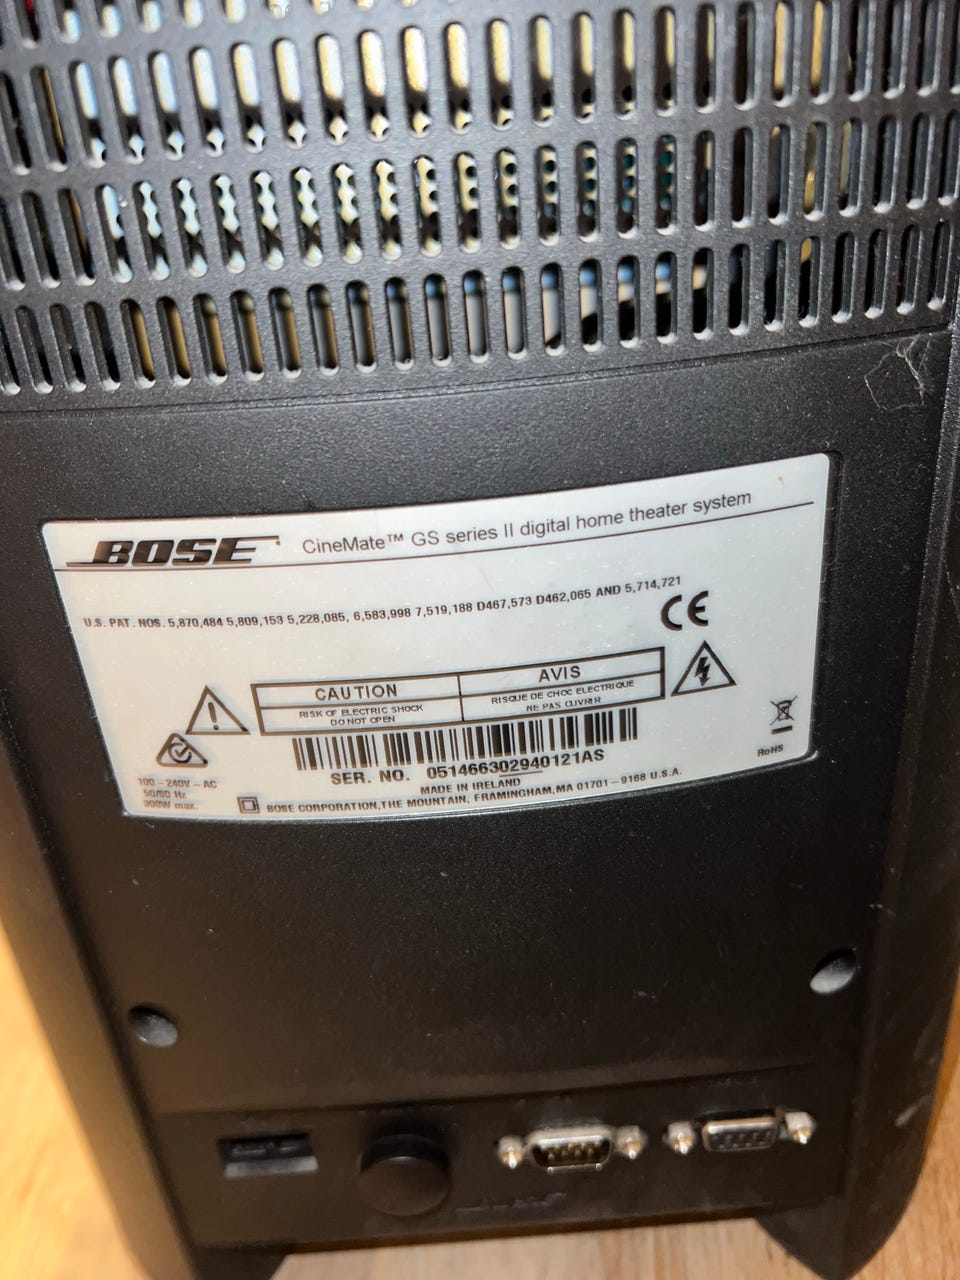 BOSE CineMate™ GS series II digital home theater system
U.S. PAT. NOS. 5,870,484 5,809,153 5,228,085, 6,583,998 7,519,188 D467,573 D462,065 AND 5,714,721
CE
CAUTION
RISK OF ELECTRIC SHOCK
DO NOT OPEN
AVIS
RISQUE DE CHOC ELECTRIQUE
NE PAS OUVRIR
RoHS
100-240V ~ AC
50/60 Hz
300W max.
SER. NO. 051466302940121AS
MADE IN IRELAND
BOSE CORPORATION, THE MOUNTAIN, FRAMINGHAM, MA 01701 - 9168 U.S.A.